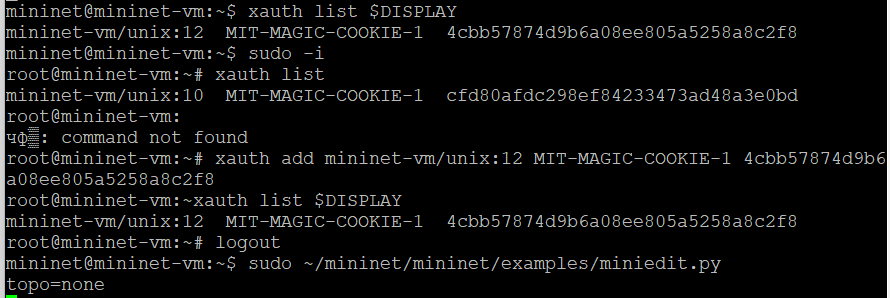 mininet@mininet-vm:~$ xauth list $DISPLAY
mininet-vm/unix:12  MIT-MAGIC-COOKIE-1  4cbb57874d9b6a08ee805a5258a8c2f8
mininet@mininet-vm:~$ sudo -i
root@mininet-vm:~# xauth list
mininet-vm/unix:10  MIT-MAGIC-COOKIE-1  cfd80afdc298ef84233473ad48a3e0bd
root@mininet-vm:
чф▒: command not found
root@mininet-vm:~# xauth add mininet-vm/unix:12 MIT-MAGIC-COOKIE-1 4cbb57874d9b6
a08ee805a5258a8c2f8
root@mininet-vm:~xauth list $DISPLAY
mininet-vm/unix:12  MIT-MAGIC-COOKIE-1  4cbb57874d9b6a08ee805a5258a8c2f8
root@mininet-vm:~# logout
mininet@mininet-vm:~$ sudo ~/mininet/mininet/examples/miniedit.py
topo=none